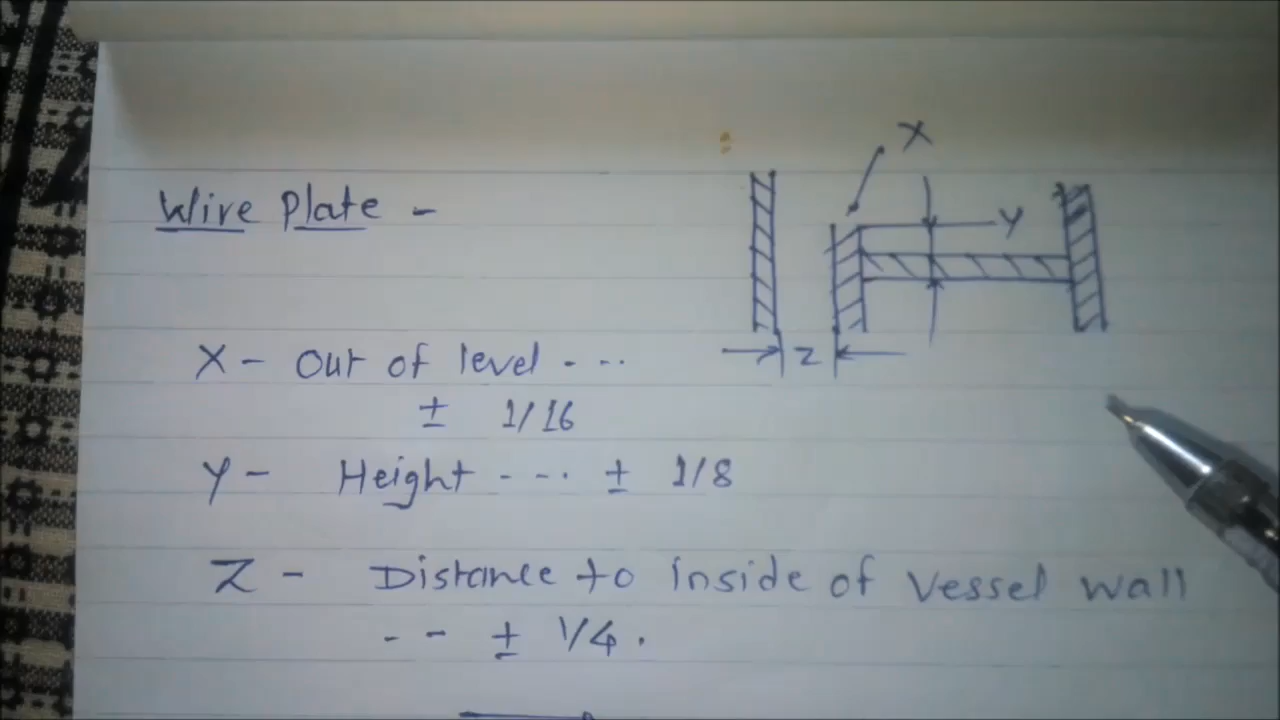 Wire Plate -
X
Y
Z
X - Out of level - - -
± 1/16
Y - Height - - - ± 1/8
Z - Distance to inside of vessel wall
- - ± 1/4.